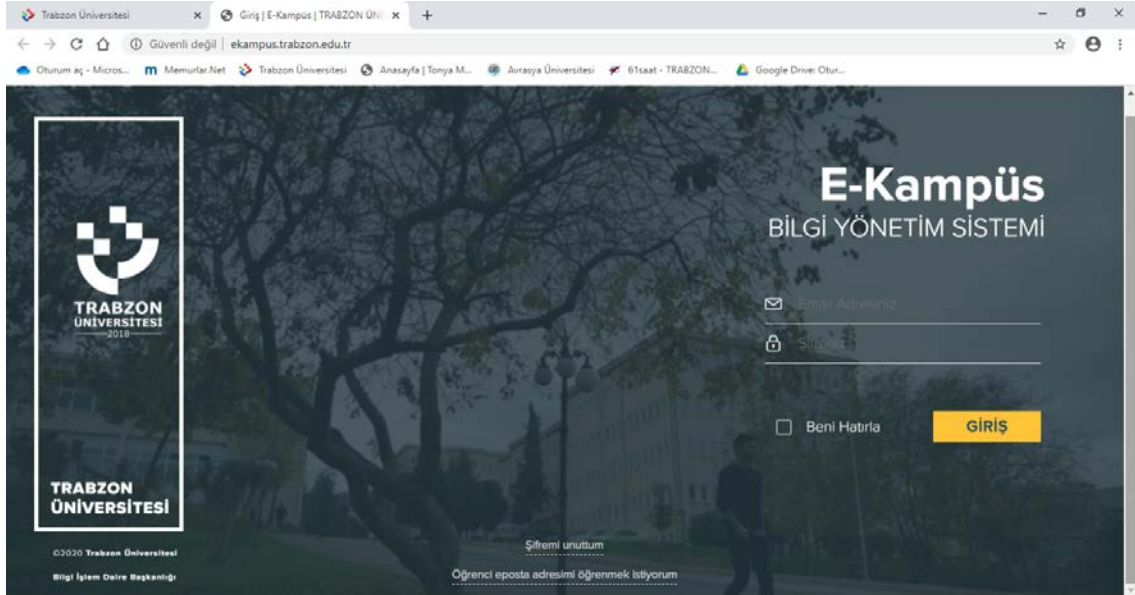 Trabzon Üniversitesi
Giriş | E-Kampüs | TRABZON ÜNİ
Güvenli değil | ekampus.trabzon.edu.tr
Oturum aç - Micros...
Memurlar.Net
Trabzon Üniversitesi
Anasayfa | Tonya M...
Avrasya Üniversitesi
61saat - TRABZON...
Google Drive: Otur...
TRABZON
ÜNİVERSİTESİ
2018
TRABZON
ÜNİVERSİTESİ
©2020 Trabzon Üniversitesi
Bilgi İşlem Daire Başkanlığı
E-Kampüs
BİLGİ YÖNETİM SİSTEMİ
Email Adresiniz
Beni Hatırla
GİRİŞ
Şifremi unuttum
Öğrenci eposta adresimi öğrenmek istiyorum